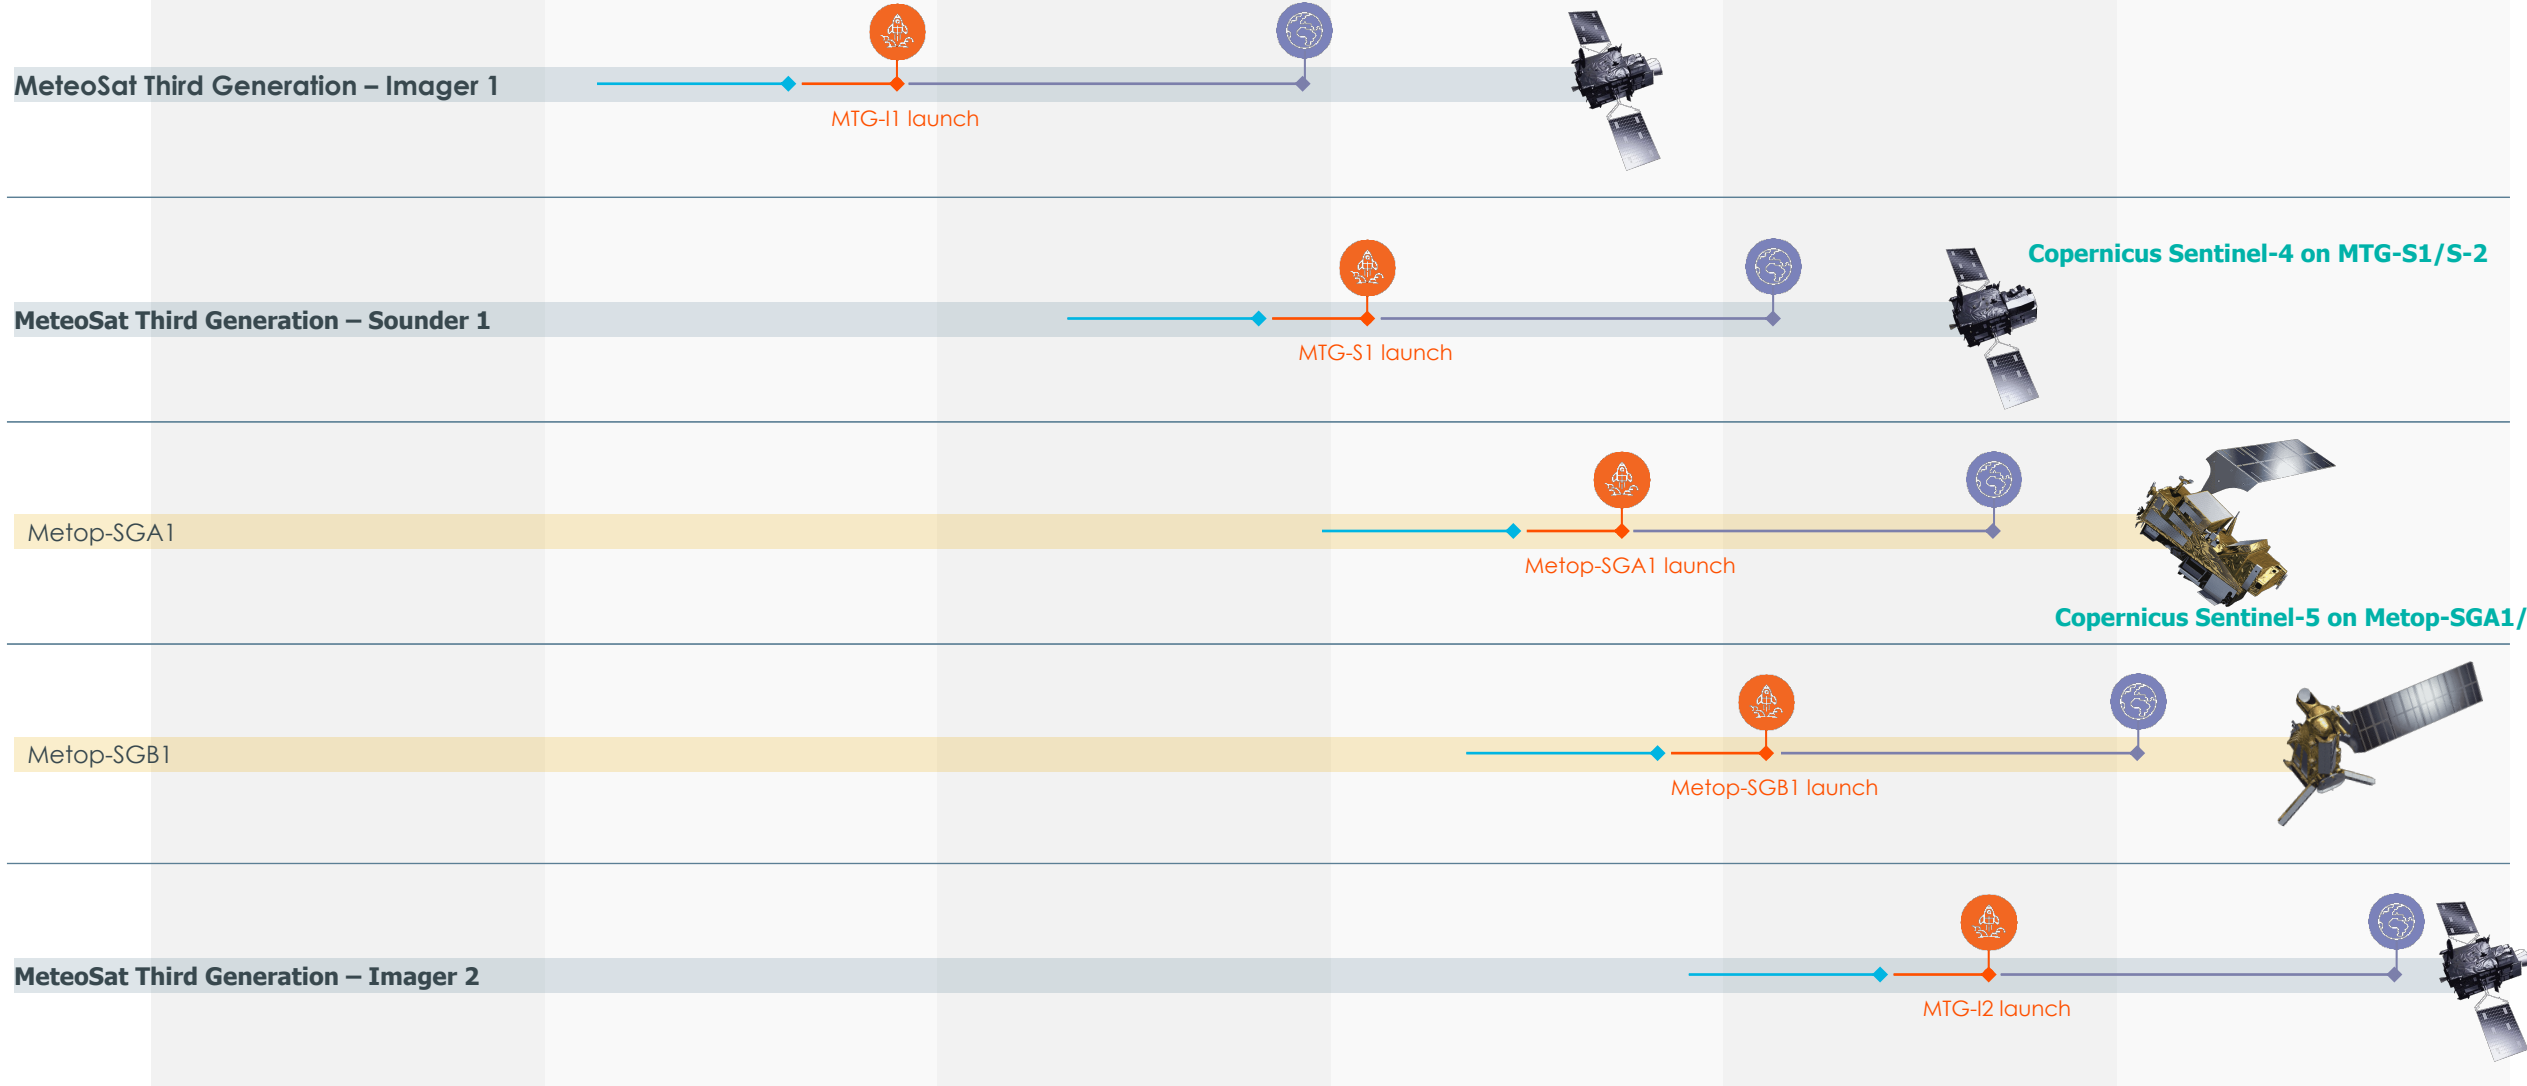 MeteoSat Third Generation – Imager 1
MTG-I1 launch
Copernicus Sentinel-4 on MTG-S1/S-2
MeteoSat Third Generation – Sounder 1
MTG-S1 launch
Metop-SGA1
Metop-SGA1 launch
Copernicus Sentinel-5 on Metop-SGA1/
Metop-SGB1
Metop-SGB1 launch
MeteoSat Third Generation – Imager 2
MTG-I2 launch